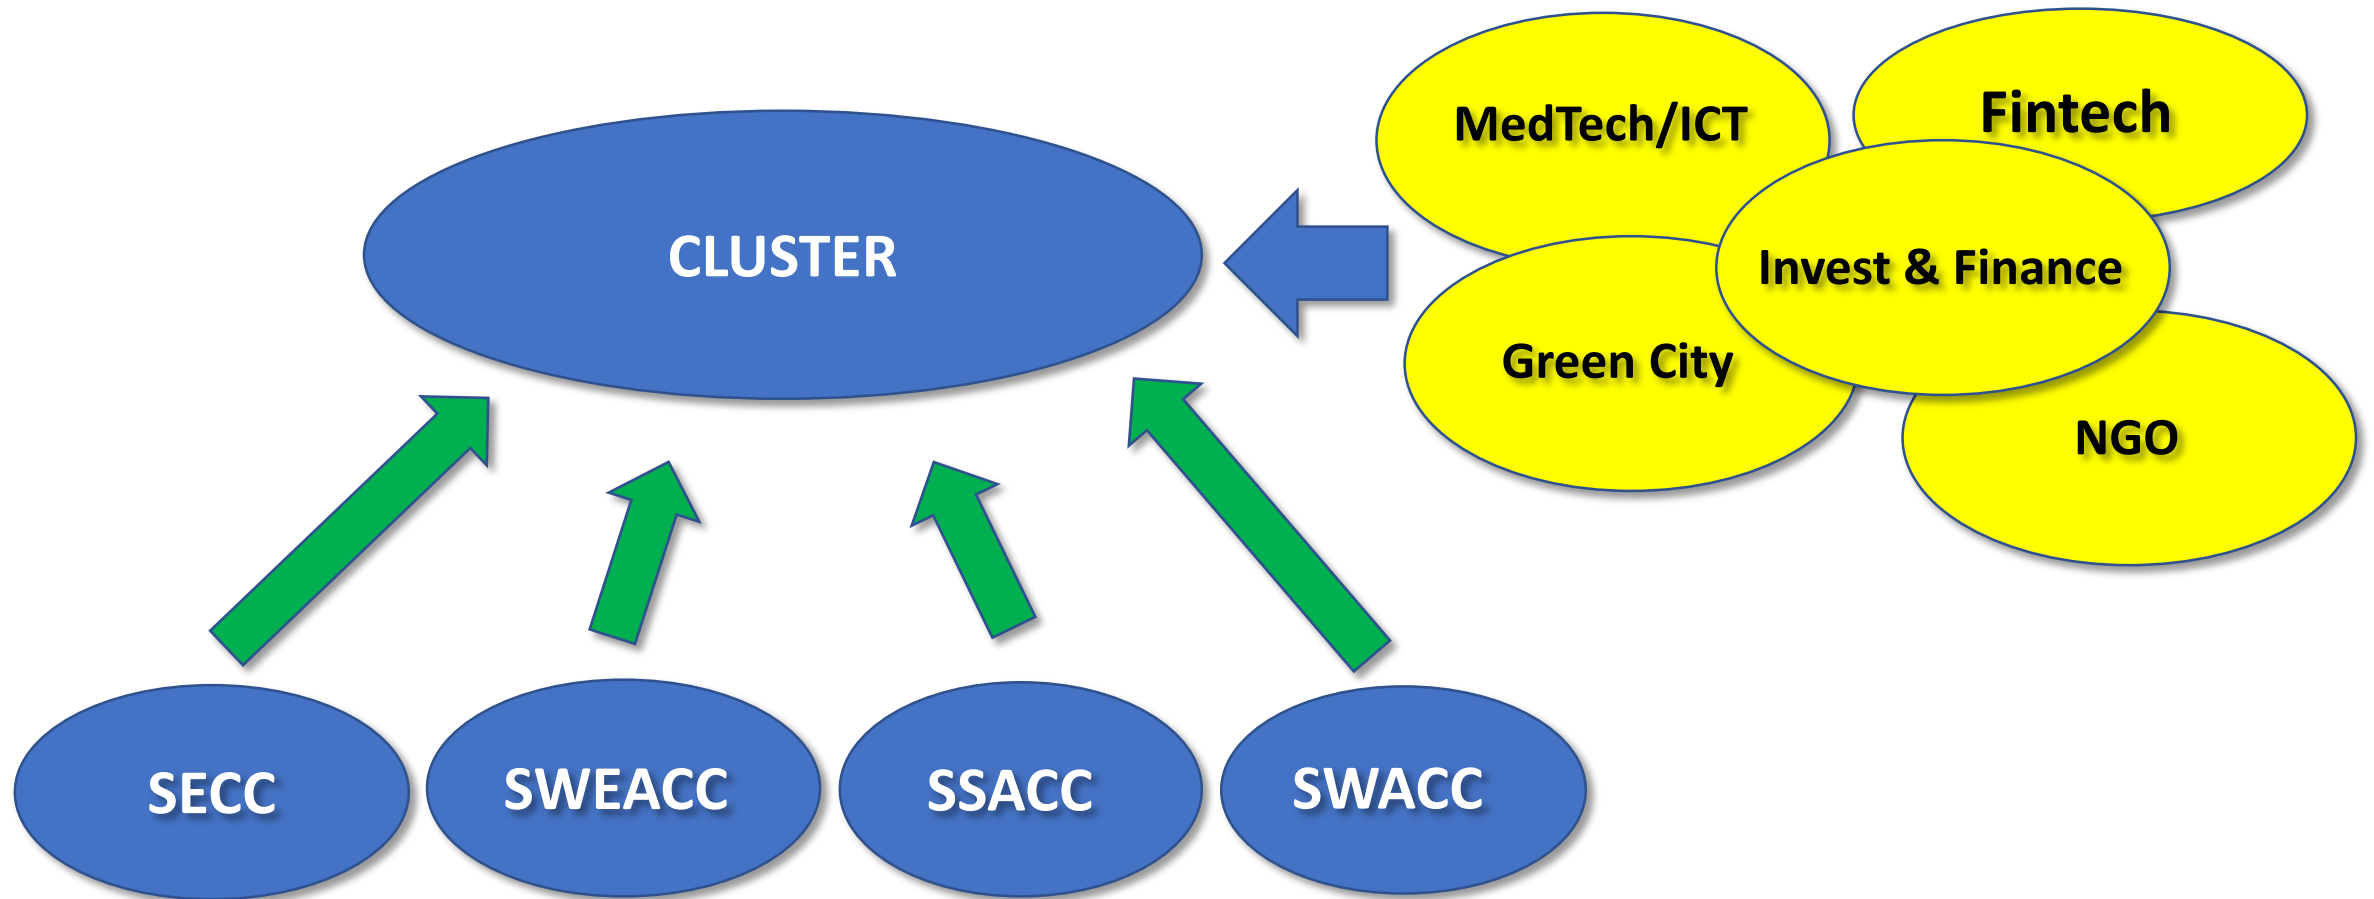 MedTech/ICT
Fintech
CLUSTER
Invest & Finance
Green City
NGO
SECC
SWEACC
SSACC
SWACC